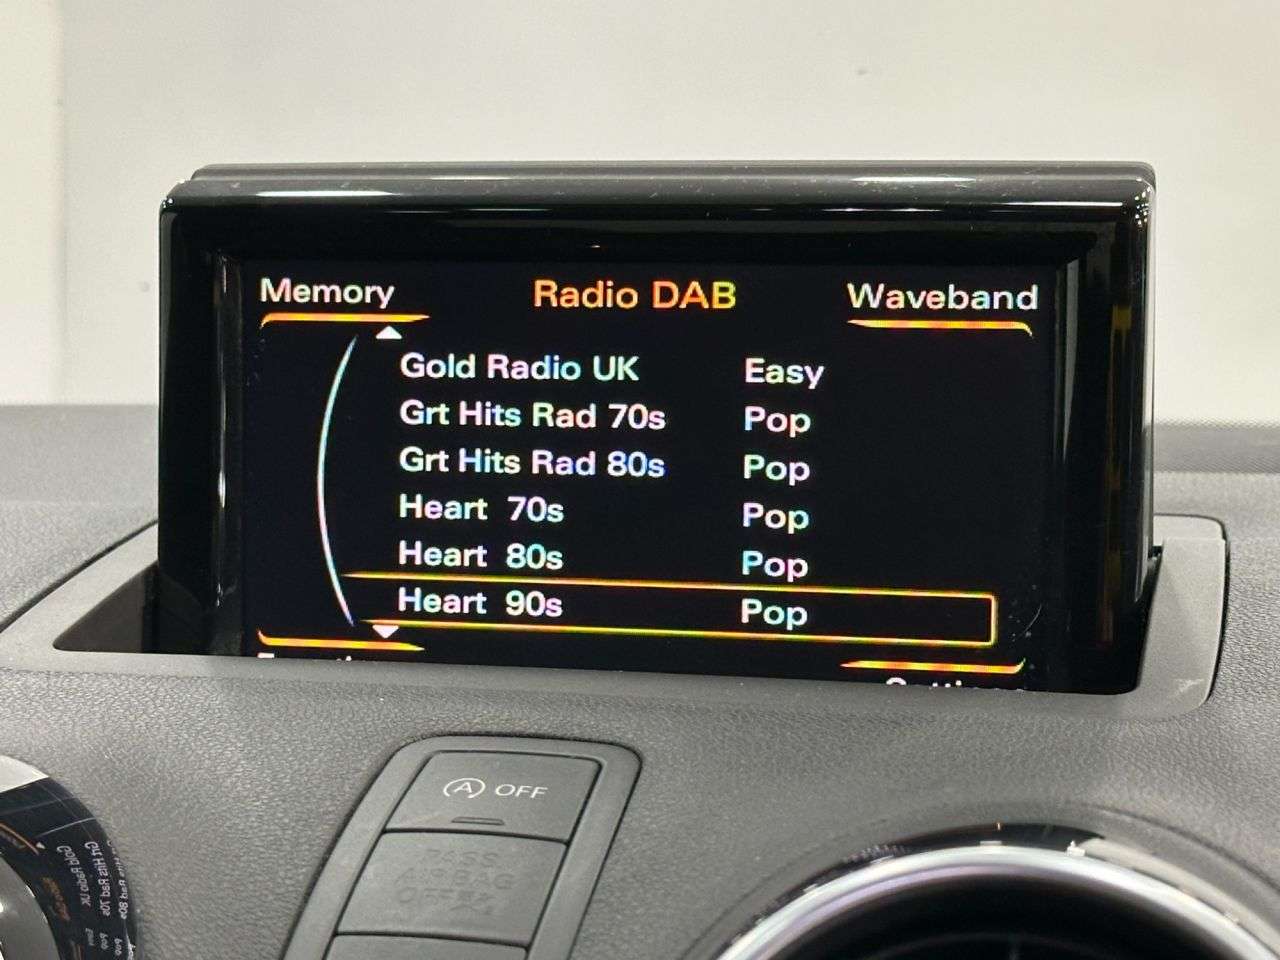 Memory Radio DAB Waveband
Gold Radio UK Easy
Grt Hits Rad 70s Pop
Grt Hits Rad 80s Pop
Heart 70s Pop
Heart 80s Pop
Heart 90s Pop
A OFF